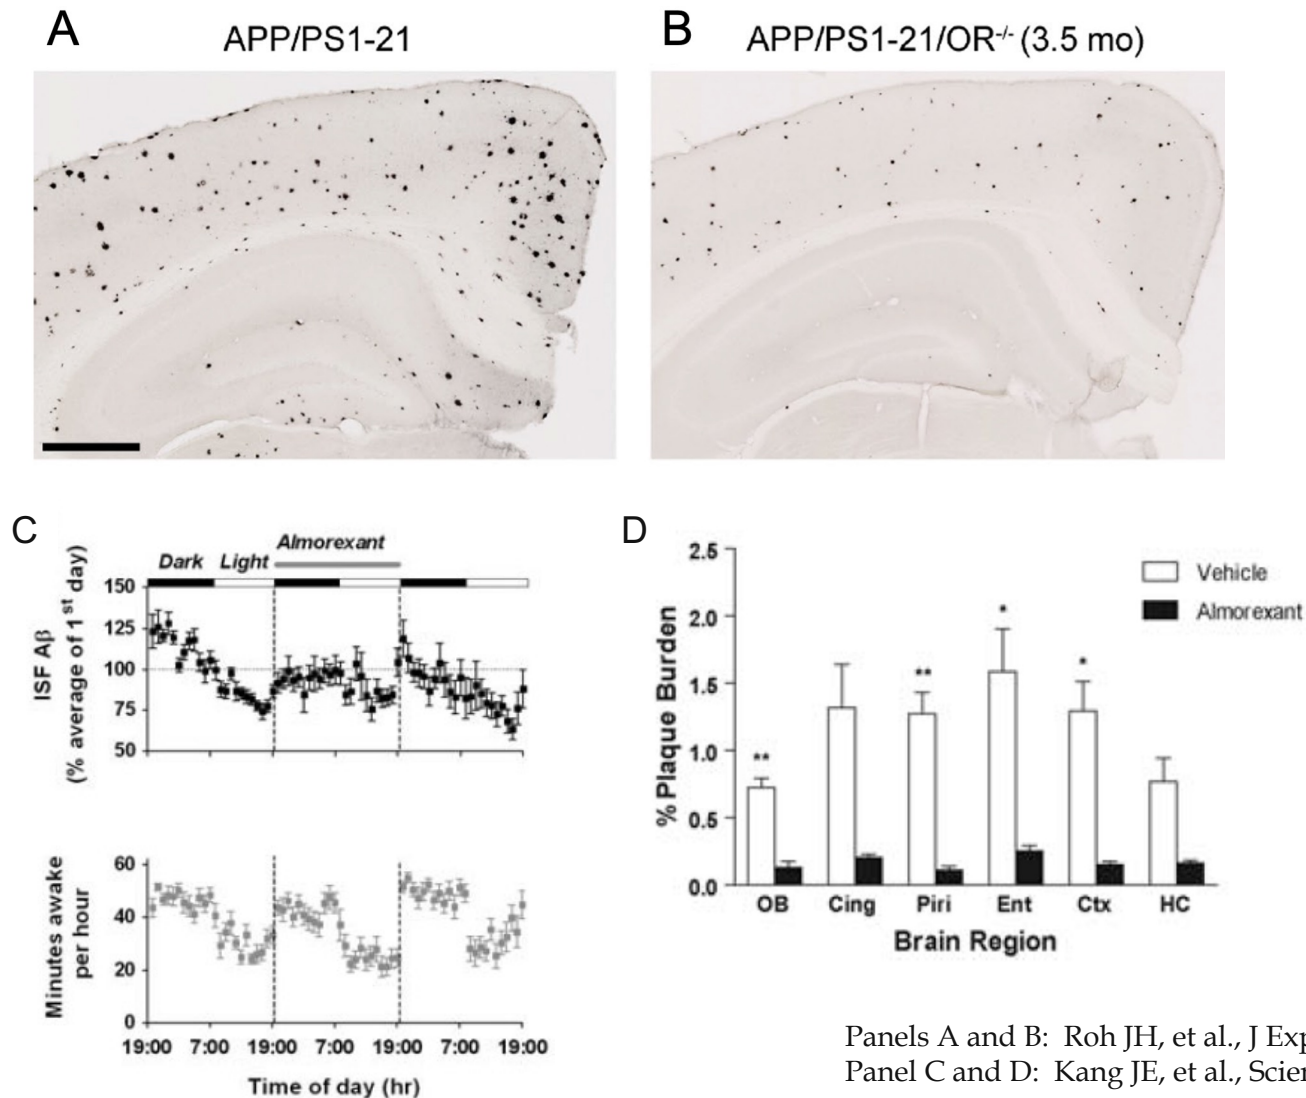 A
APP/PS1-21
B
APP/PS1-21/OR-/- (3.5 mo)
C
Almorexant
Dark
Light
ISF Aβ
(% average of 1st day)
150
125
100
75
50
Minutes awake
per hour
60
40
20
0
19:00 7:00 19:00 7:00 19:00 7:00 19:00
Time of day (hr)
D
% Plaque Burden
2.5
2.0
1.5
1.0
0.5
0.0
Vehicle
Almorexant
**
**
*
*
OB Cing Piri Ent Ctx HC
Brain Region
Panels A and B: Roh JH, et al., J Exp
Panel C and D: Kang JE, et al., Scien